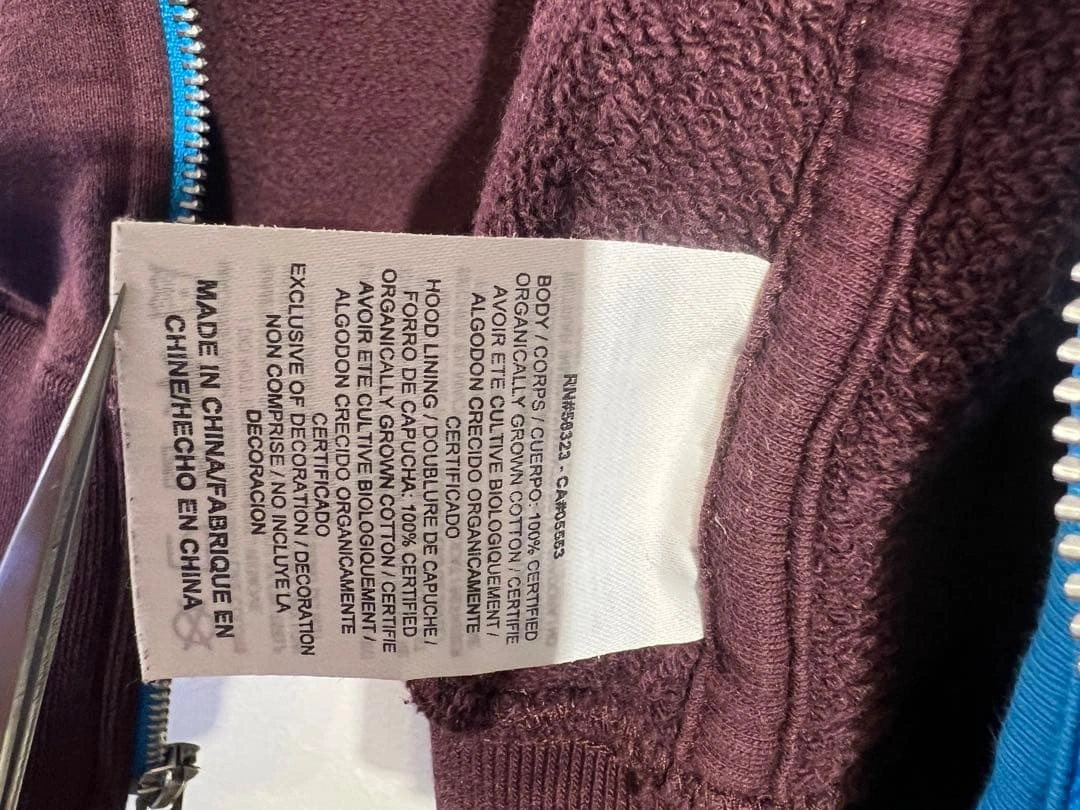 RN#56323 - CA#05553
BODY / CORPS / CUERPO: 100% CERTIFIED
ORGANICALLY GROWN COTTON / CERTIFIE
AVOIR ETE CULTIVE BIOLOGIQUEMENT /
ALGODON CRECIDO ORGANICAMENTE
CERTIFICADO
HOOD LINING / DOUBLURE DE CAPUCHE /
FORRO DE CAPUCHA: 100% CERTIFIED
ORGANICALLY GROWN COTTON / CERTIFIE
AVOIR ETE CULTIVE BIOLOGIQUEMENT /
ALGODON CRECIDO ORGANICAMENTE
CERTIFICADO
EXCLUSIVE OF DECORATION / DECORATION
NON COMPRISE / NO INCLUYE LA
DECORACION
MADE IN CHINA/FABRIQUE EN
CHINE/HECHO EN CHINA